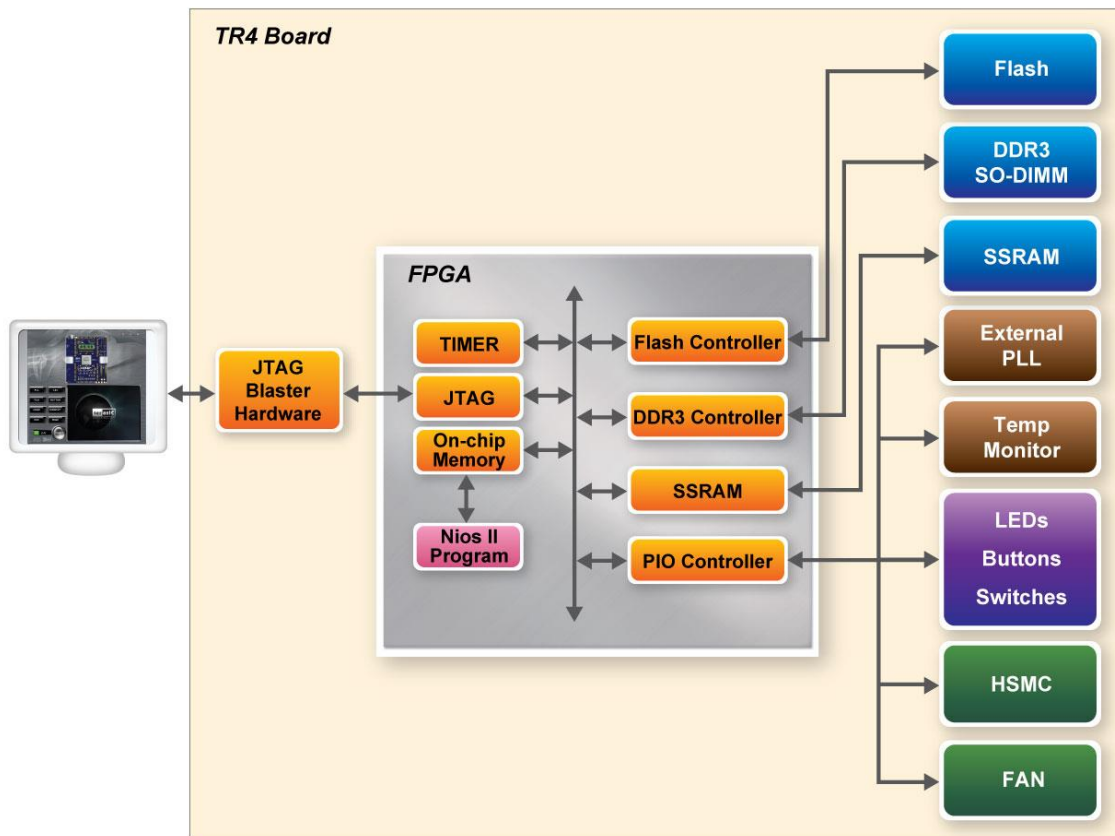 TR4 Board
Flash
DDR3
SO-DIMM
SSRAM
External
PLL
Temp
Monitor
LEDs
Buttons
Switches
HSMC
FAN
FPGA
TIMER
JTAG
On-chip
Memory
Nios II
Program
Flash Controller
DDR3 Controller
SSRAM
PIO Controller
JTAG
Blaster
Hardware